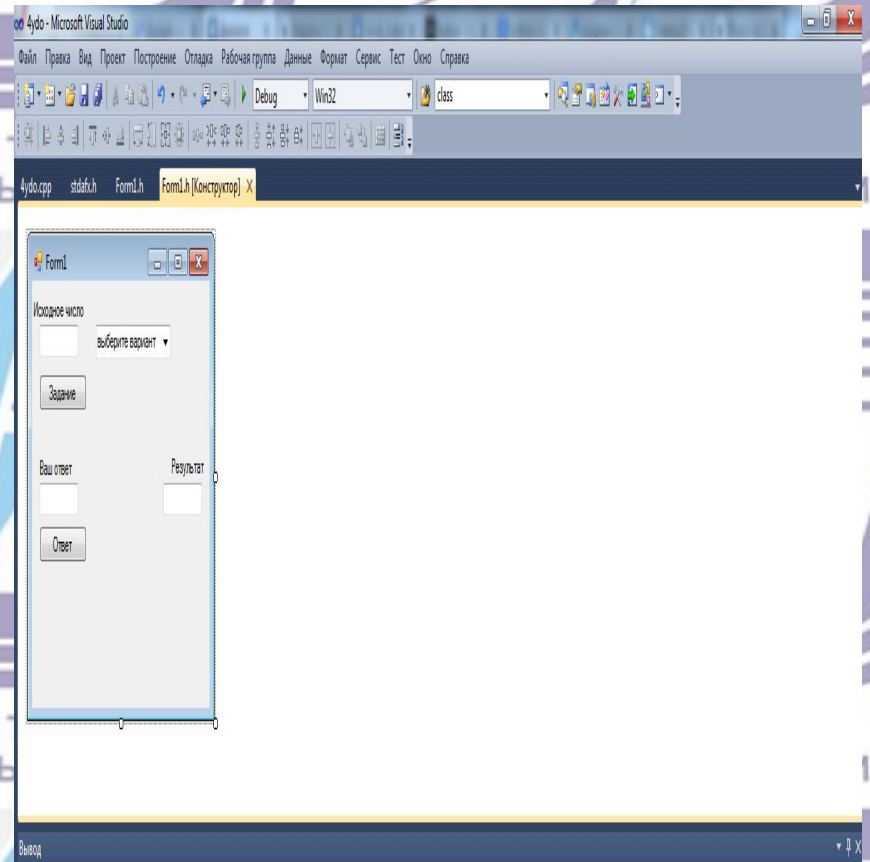 4ydo - Microsoft Visual Studio
Файл Правка Вид Проект Построение Отладка Рабочая группа Данные Формат Сервис Тест Окно Справка
Debug Win32 class
4ydo.cpp stdafx.h Form1.h Form1.h [Конструктор] X
Form1
Исходное число
выберите вариант
Задание
Ваш ответ Результат
Ответ
Вывод